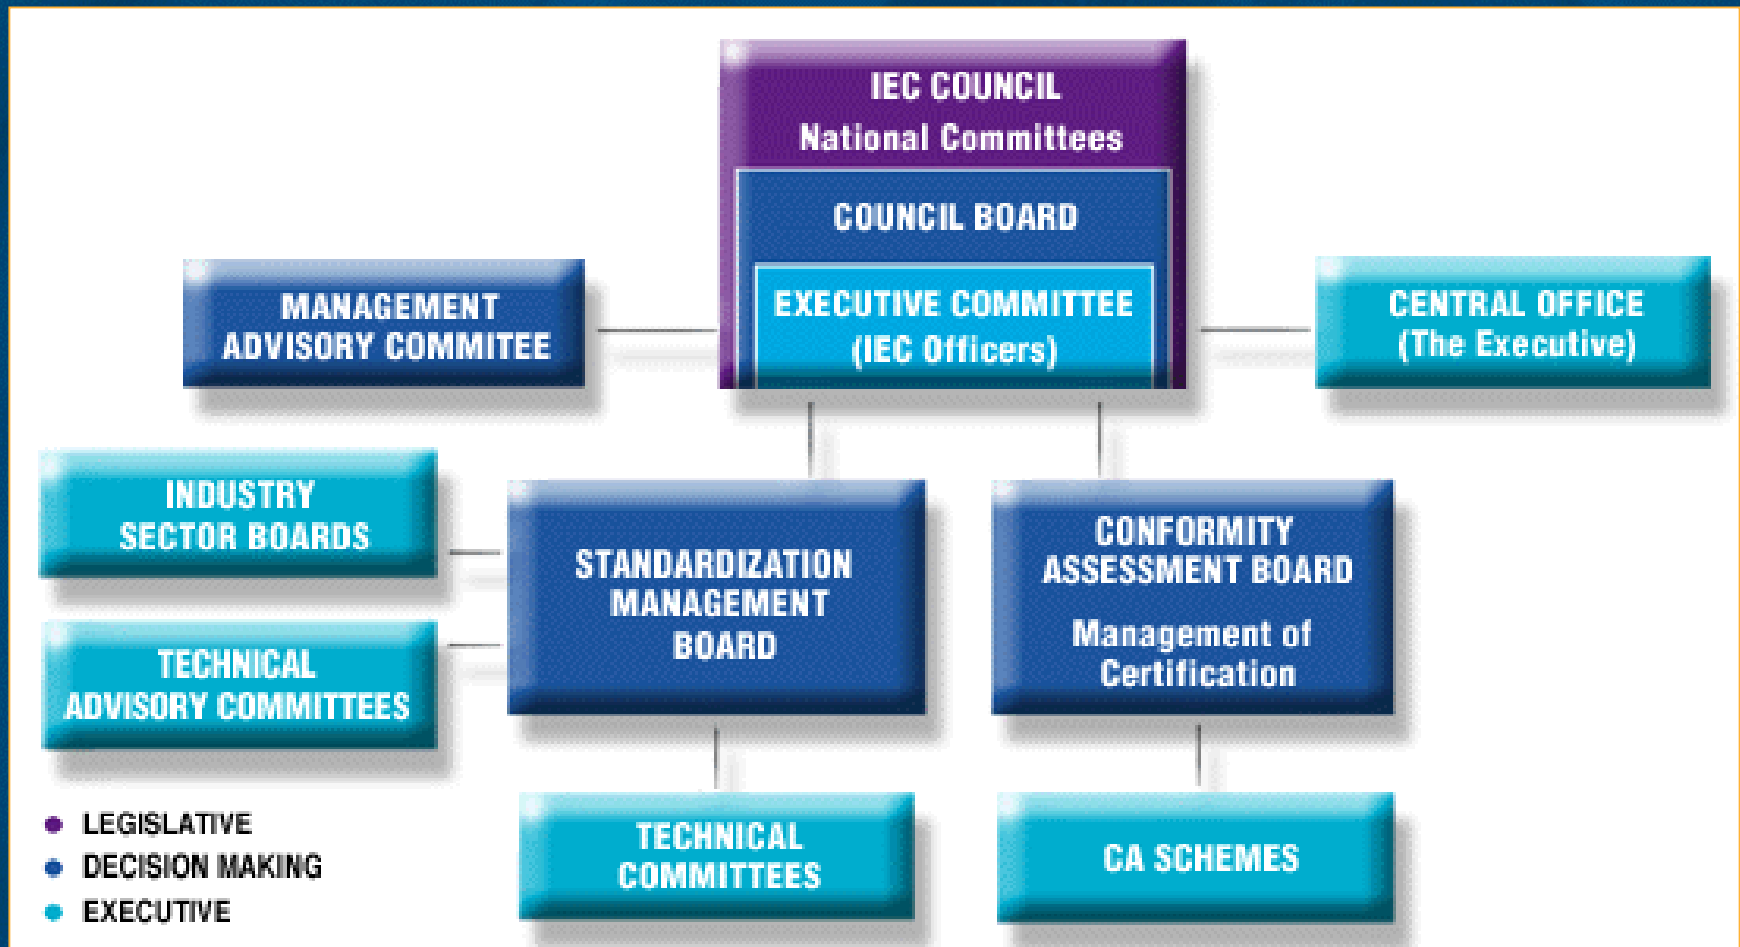 IEC COUNCIL
National Committees
COUNCIL BOARD
EXECUTIVE COMMITTEE
(IEC Officers)
MANAGEMENT
ADVISORY COMMITEE
CENTRAL OFFICE
(The Executive)
INDUSTRY
SECTOR BOARDS
TECHNICAL
ADVISORY COMMITTEES
STANDARDIZATION
MANAGEMENT
BOARD
CONFORMITY
ASSESSMENT BOARD
Management of
Certification
TECHNICAL
COMMITTEES
CA SCHEMES
LEGISLATIVE
DECISION MAKING
EXECUTIVE